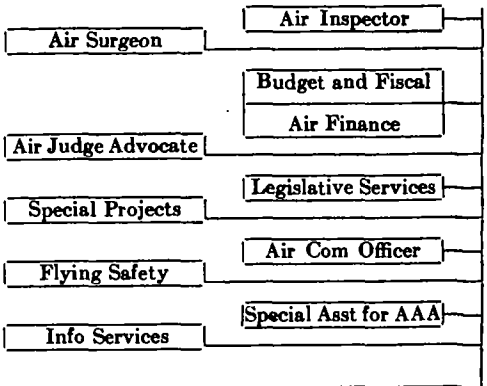 Air Inspector
Air Surgeon
Budget and Fiscal
Air Finance
Air Judge Advocate
Legislative Services
Special Projects
Air Com Officer
Flying Safety
Special Asst for AAA
Info Services